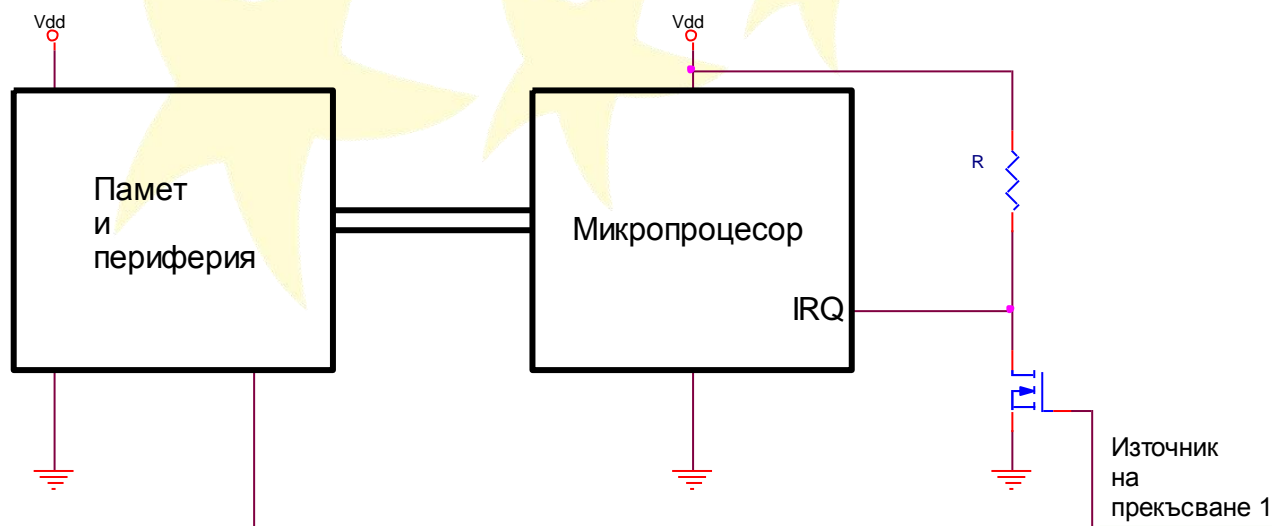 Vdd
Vdd
R
Памет
и
периферия
Микропроцесор
IRQ
Източник
на
прекъсване 1